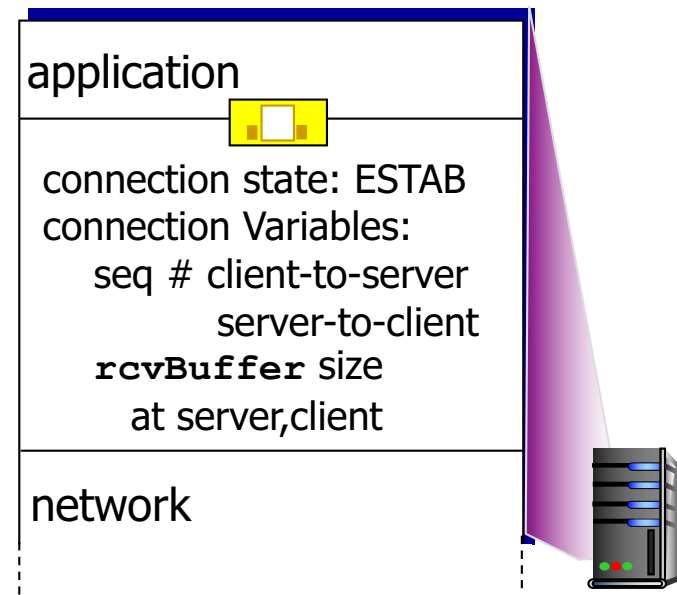 application
connection state: ESTAB
connection Variables:
seq # client-to-server
server-to-client
rcvBuffer size
at server,client
network